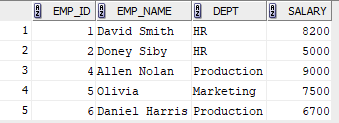 EMP_ID EMP_NAME DEPT SALARY
1 1 David Smith HR 8200
2 2 Doney Siby HR 5000
3 4 Allen Nolan Production 9000
4 5 Olivia Marketing 7500
5 6 Daniel Harris Production 6700